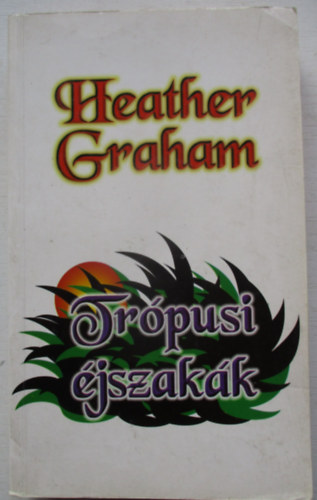 Heather
Graham
Trópusi
éjszakák